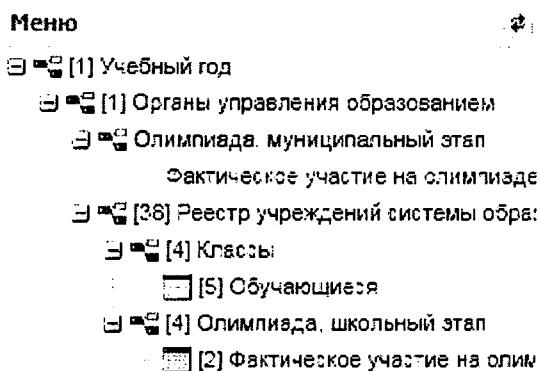 Меню
[1] Учебный год
[1] Органы управления образованием
Олимпиада. муниципальный этап
Фактическое участие на олимпиаде
[38] Реестр учреждений системы обра
[4] Классы
[5] Обучающиеся
[4] Олимпиада, школьный этап
[2] Фактическое участие на олим